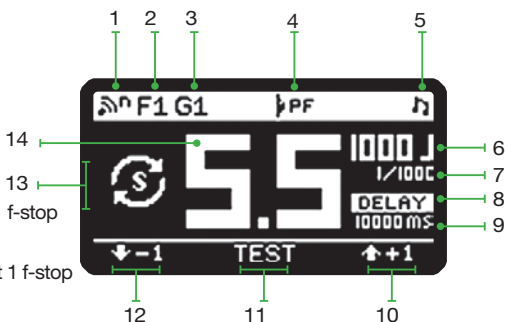 1 2 3 4 5
n F1 G1 PF
14
5.5
1000 J
6
1/1000
7
13
S
DELAY
8
f-stop
10000 MS
9
t 1 f-stop
-1 TEST +1
12 11 10